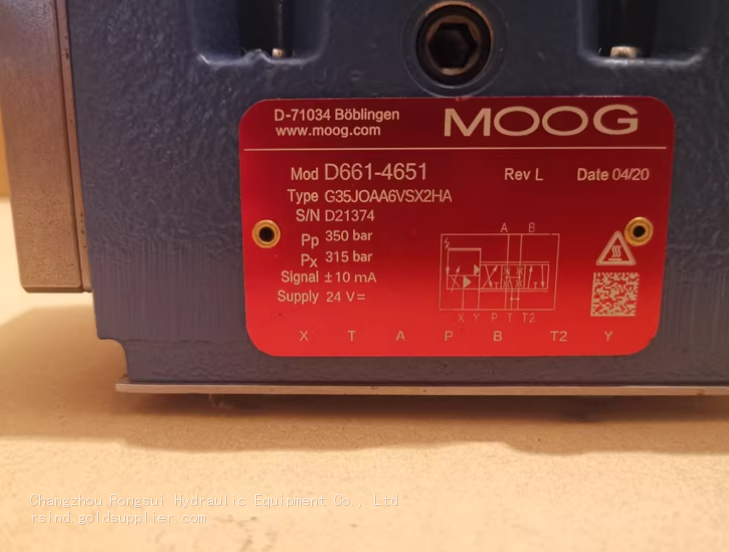 D-71034 Böblingen
www.moog.com
MOOG
Mod D661-4651 Rev L Date 04/20
Type G35JOAA6VSX2HA
S/N D21374
Pp 350 bar
Px 315 bar
Signal ± 10 mA
Supply 24 V=
A B
X Y P T T2
X T A P B T2 Y
Changzhou Rongsui Hydraulic Equipment Co., Ltd
rsind.goldsupplier.com